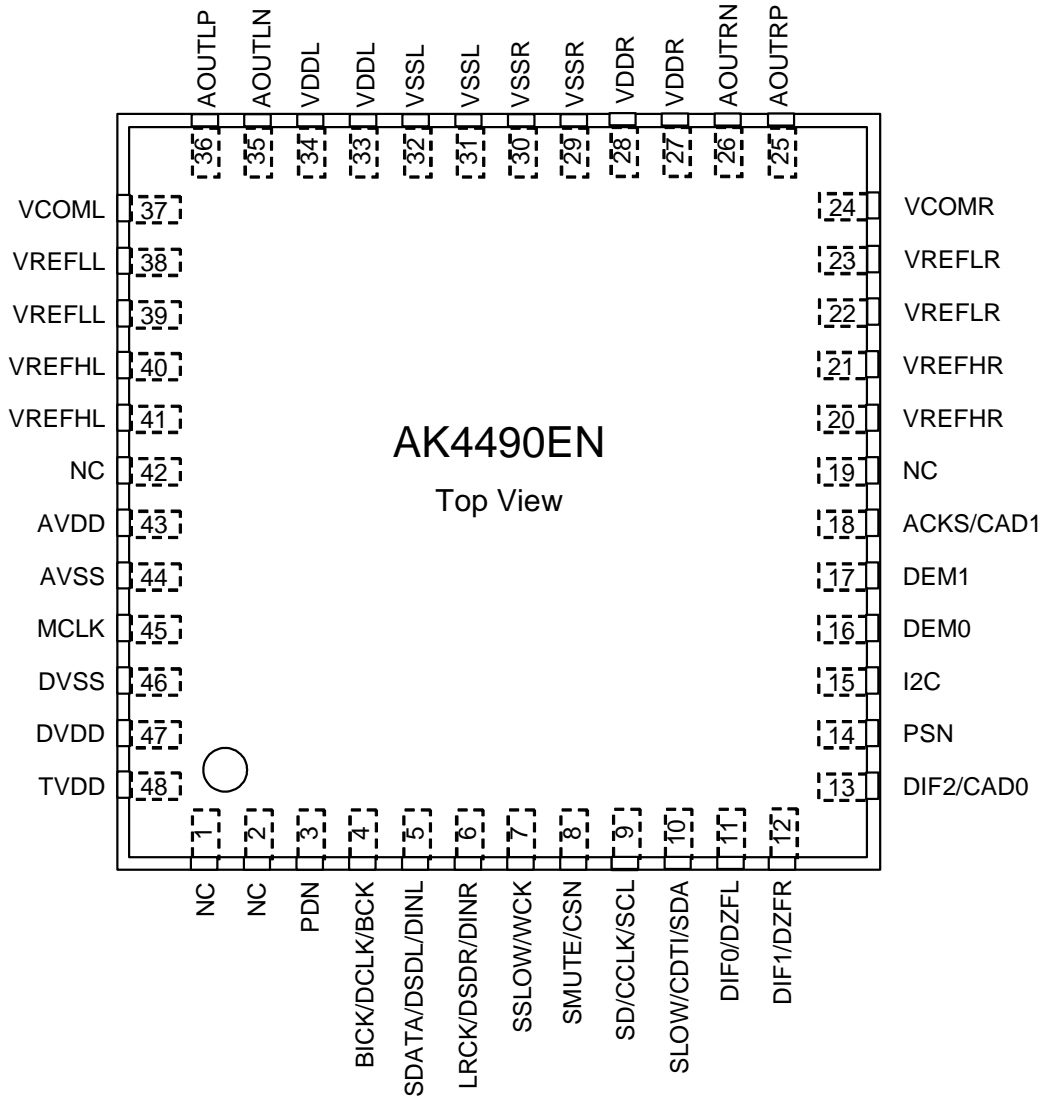 AOUTLP
AOUTLN
VDDL
VDDL
VSSL
VSSL
VSSR
VSSR
VDDR
VDDR
AOUTRN
AOUTRP
36
35
34
33
32
31
30
29
28
27
26
25
VCOML 37
24 VCOMR
VREFLL 38
23 VREFLR
VREFLL 39
22 VREFLR
VREFHL 40
21 VREFHR
VREFHL 41
20 VREFHR
NC 42
19 NC
AVDD 43
18 ACKS/CAD1
AVSS 44
17 DEM1
MCLK 45
16 DEM0
DVSS 46
15 I2C
DVDD 47
14 PSN
TVDD 48
13 DIF2/CAD0
AK4490EN
Top View
1
2
3
4
5
6
7
8
9
10
11
12
NC
NC
PDN
BICK/DCLK/BCK
SDATA/DSDL/DINL
LRCK/DSDR/DINR
SSLOW/WCK
SMUTE/CSN
SD/CCLK/SCL
SLOW/CDTI/SDA
DIF0/DZFL
DIF1/DZFR